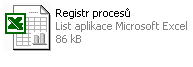 Registr procesů
List aplikace Microsoft Excel
86 kB